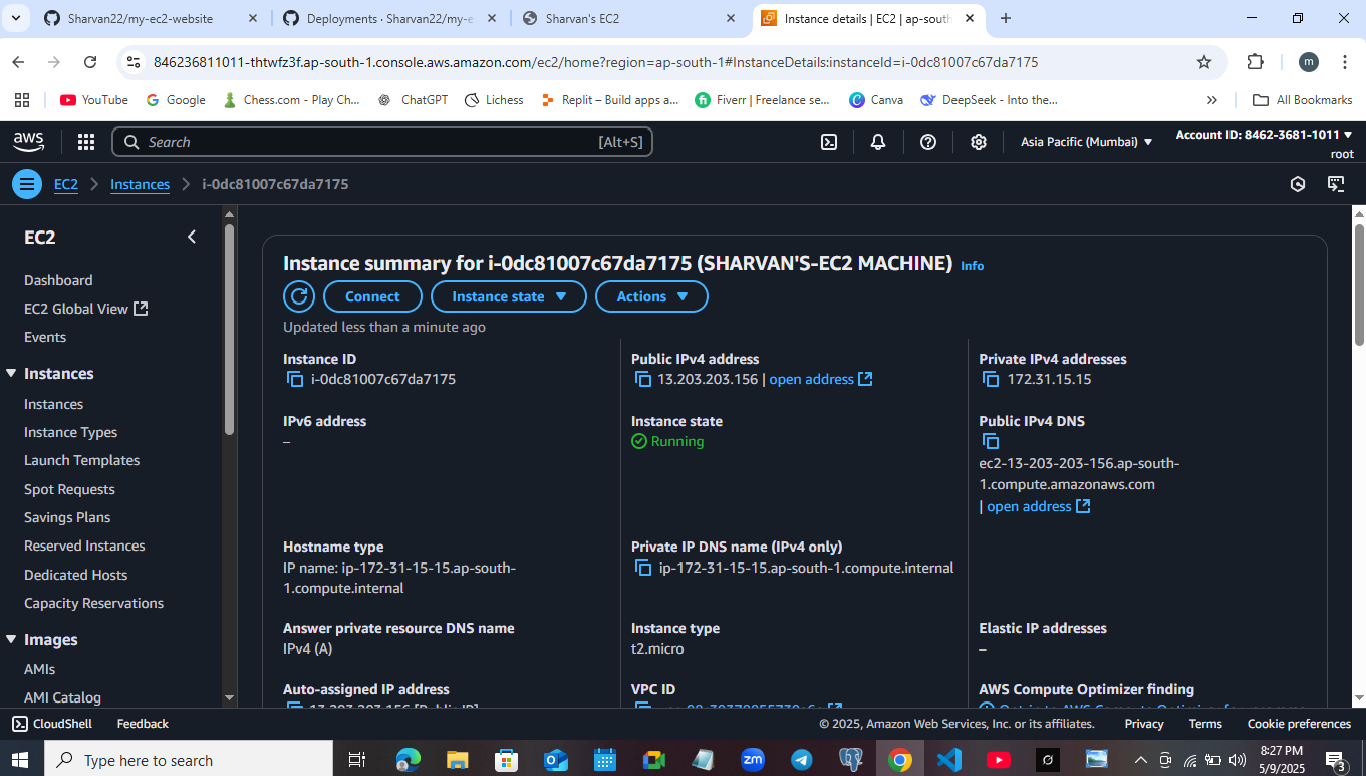 Sharvan22/my-ec2-website
Deployments · Sharvan22/my-e
Sharvan's EC2
Instance details | EC2 | ap-south
846236811011-thtwfz3f.ap-south-1.console.aws.amazon.com/ec2/home?region=ap-south-1#InstanceDetails:instanceId=i-0dc81007c67da7175
m
YouTube
Google
Chess.com - Play Ch...
ChatGPT
Lichess
Replit – Build apps a...
Fiverr | Freelance se...
Canva
DeepSeek - Into the...
All Bookmarks
aws
Search
[Alt+S]
Asia Pacific (Mumbai)
Account ID: 8462-3681-1011
root
EC2
Instances
i-0dc81007c67da7175
EC2
Dashboard
EC2 Global View
Events
Instances
Instances
Instance Types
Launch Templates
Spot Requests
Savings Plans
Reserved Instances
Dedicated Hosts
Capacity Reservations
Images
AMIs
AMI Catalog
Instance summary for i-0dc81007c67da7175 (SHARVAN'S-EC2 MACHINE) Info
Connect
Instance state
Actions
Updated less than a minute ago
Instance ID
i-0dc81007c67da7175
Public IPv4 address
13.203.203.156 | open address
Private IPv4 addresses
172.31.15.15
IPv6 address
–
Instance state
Running
Public IPv4 DNS
ec2-13-203-203-156.ap-south-
1.compute.amazonaws.com
| open address
Hostname type
IP name: ip-172-31-15-15.ap-south-
1.compute.internal
Private IP DNS name (IPv4 only)
ip-172-31-15-15.ap-south-1.compute.internal
Answer private resource DNS name
IPv4 (A)
Instance type
t2.micro
Elastic IP addresses
–
Auto-assigned IP address
13.203.203.156 [Public IP]
VPC ID
AWS Compute Optimizer finding
CloudShell
Feedback
© 2025, Amazon Web Services, Inc. or its affiliates.
Privacy
Terms
Cookie preferences
Type here to search
zm
8:27 PM
5/9/2025
3